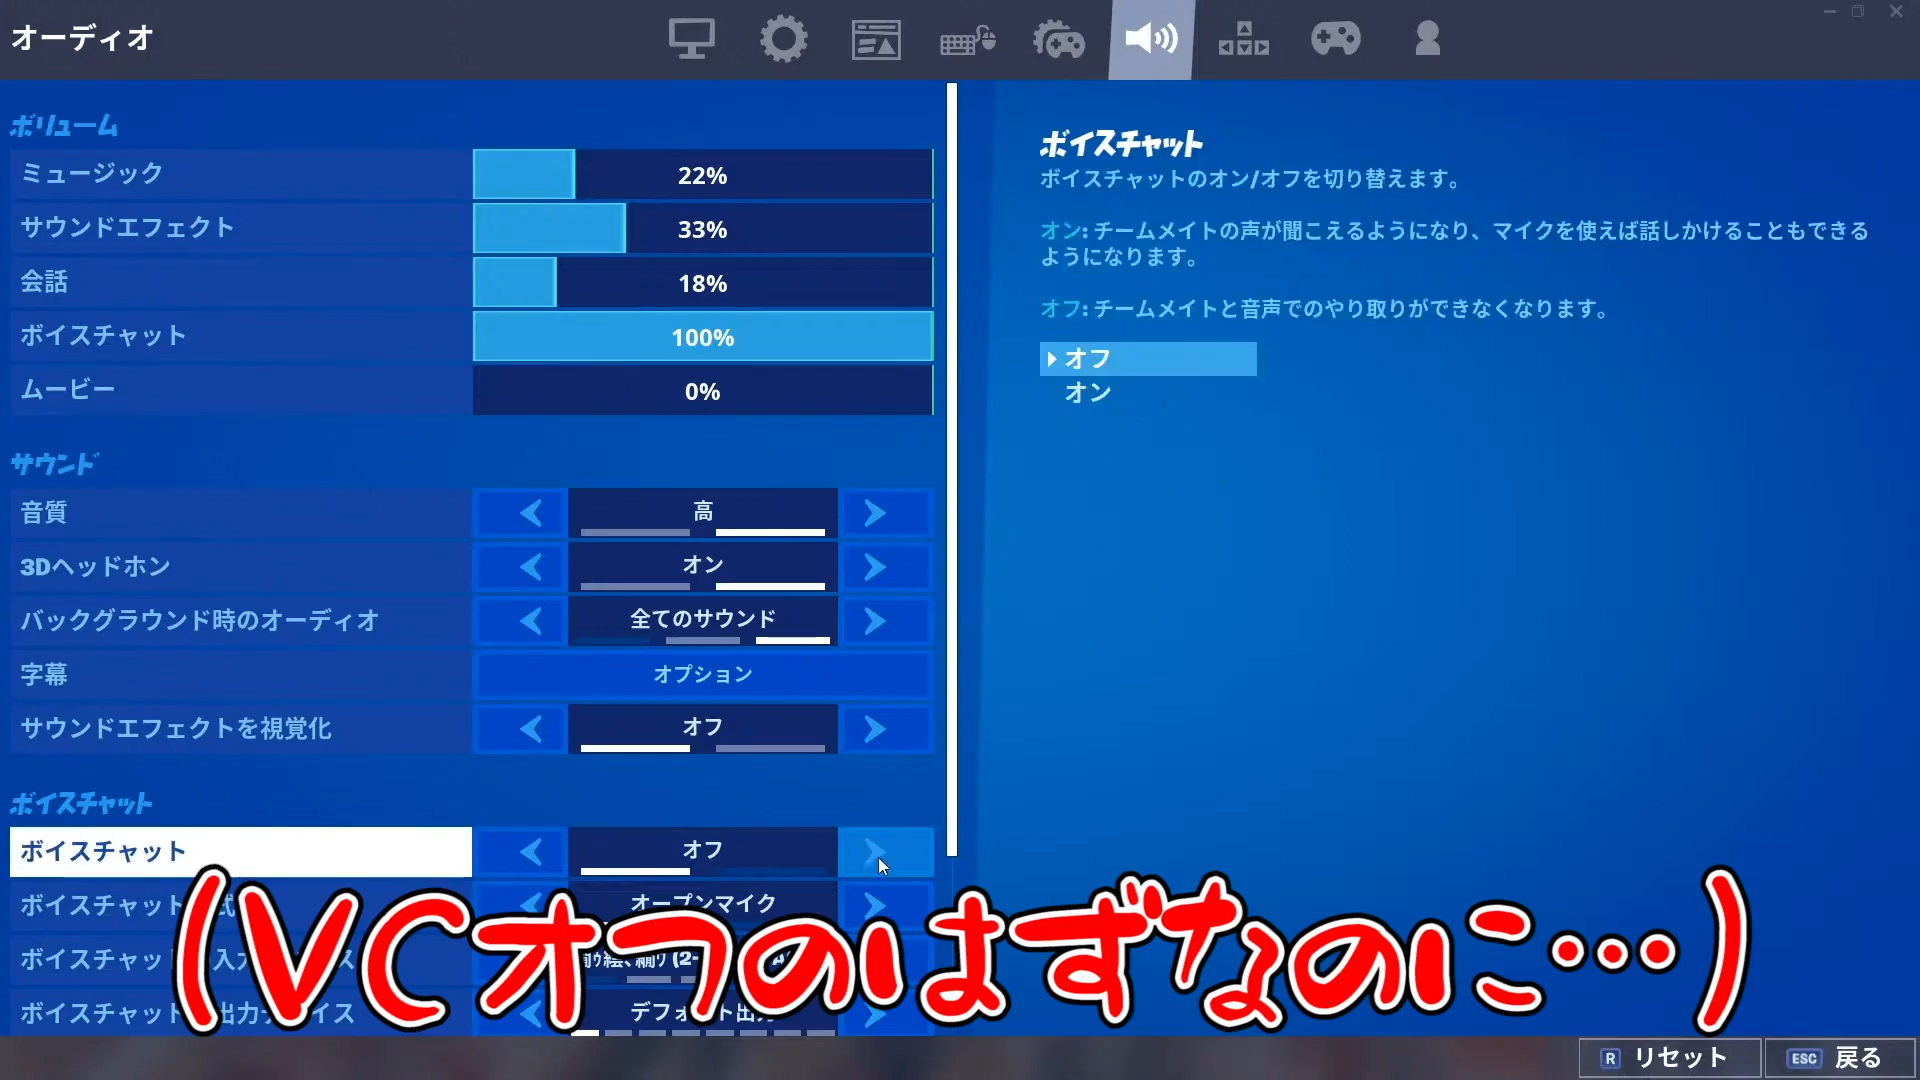 オーディオ
ボリューム
ミュージック
22%
サウンドエフェクト
33%
会話
18%
ボイスチャット
100%
ムービー
0%
サウンド
音質
高
3Dヘッドホン
オン
バックグラウンド時のオーディオ
全てのサウンド
字幕
オプション
サウンドエフェクトを視覚化
オフ
ボイスチャット
ボイスチャット
オフ
ボイスチャット
オープンマイク
(VCオフのはずなのに…)
ボイスチャット
ボイスチャットのオン/オフを切り替えます。
オン: チームメイトの声が聞こえるようになり、マイクを使えば話しかけることもできる
ようになります。
オフ: チームメイトと音声でのやり取りができなくなります。
オフ
オン
R リセット
ESC 戻る